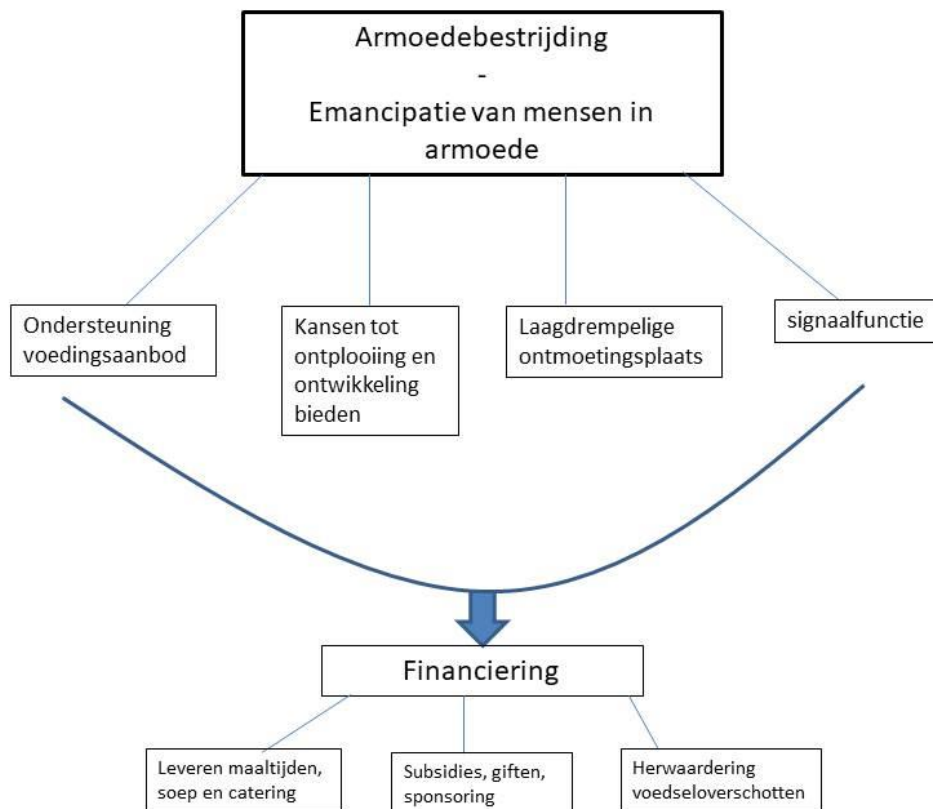 Armoedebestrijding
-
Emancipatie van mensen in
armoede
Ondersteuning
voedingsaanbod
Kansen tot
ontplooiing en
ontwikkeling
bieden
Laagdrempelige
ontmoetingsplaats
signaalfunctie
Financiering
Leveren maaltijden,
soep en catering
Subsidies, giften,
sponsoring
Herwaardering
voedseloverschotten